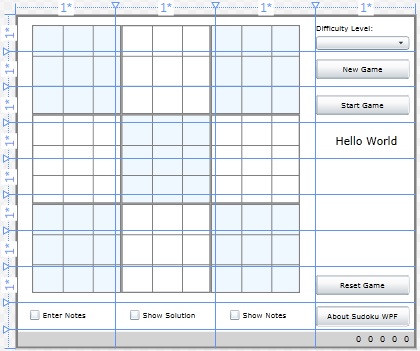 1* 1* 1* 1*
Difficulty Level:
1*
New Game
1*
Start Game
1*
Hello World
1*
1*
1*
1*
Reset Game
1*
Enter Notes Show Solution Show Notes About Sudoku WPF
1*
0 0 0 0 0